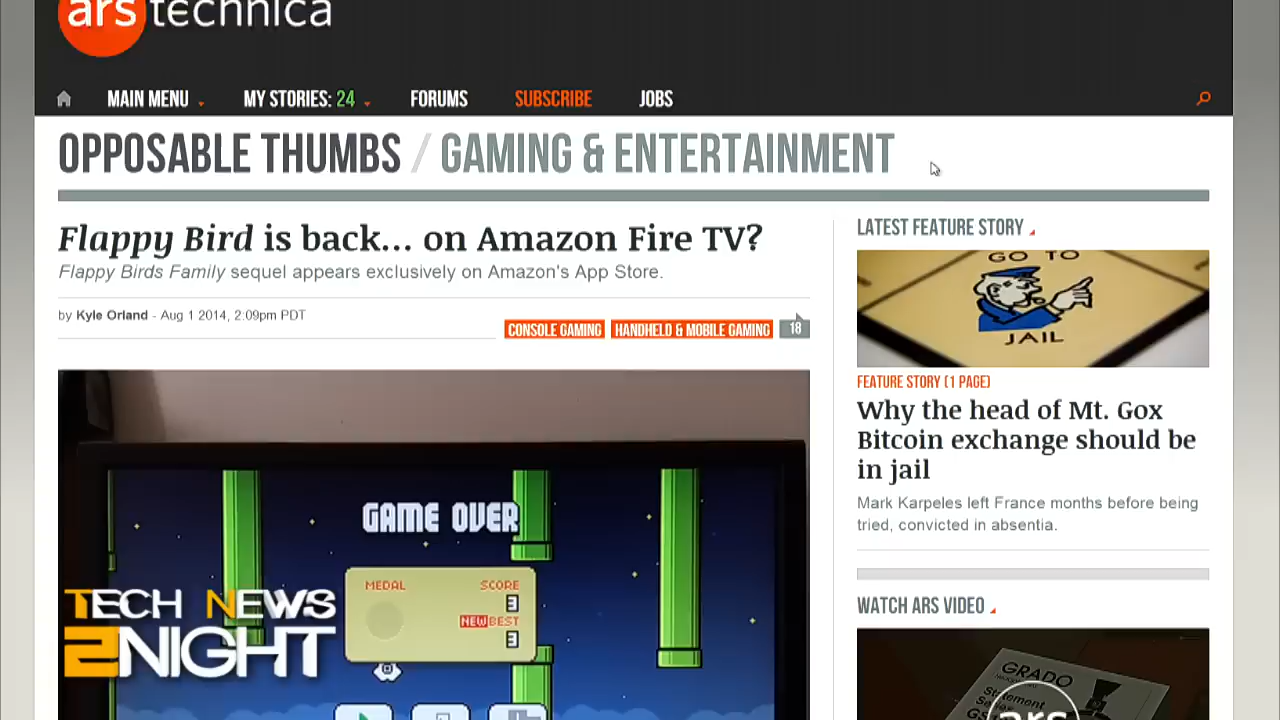 ars technica
MAIN MENU
MY STORIES: 24
FORUMS
SUBSCRIBE
JOBS
OPPOSABLE THUMBS / GAMING & ENTERTAINMENT
Flappy Bird is back... on Amazon Fire TV?
Flappy Birds Family sequel appears exclusively on Amazon's App Store.
by Kyle Orland - Aug 1 2014, 2:09pm PDT
CONSOLE GAMING
HANDHELD & MOBILE GAMING
18
GAME OVER
MEDAL
SCORE
3
NEW BEST
3
TECH NEWS
2NIGHT
LATEST FEATURE STORY
GO TO
JAIL
FEATURE STORY (1 PAGE)
Why the head of Mt. Gox
Bitcoin exchange should be
in jail
Mark Karpeles left France months before being
tried, convicted in absentia.
WATCH ARS VIDEO
GRADO
Statement
ars